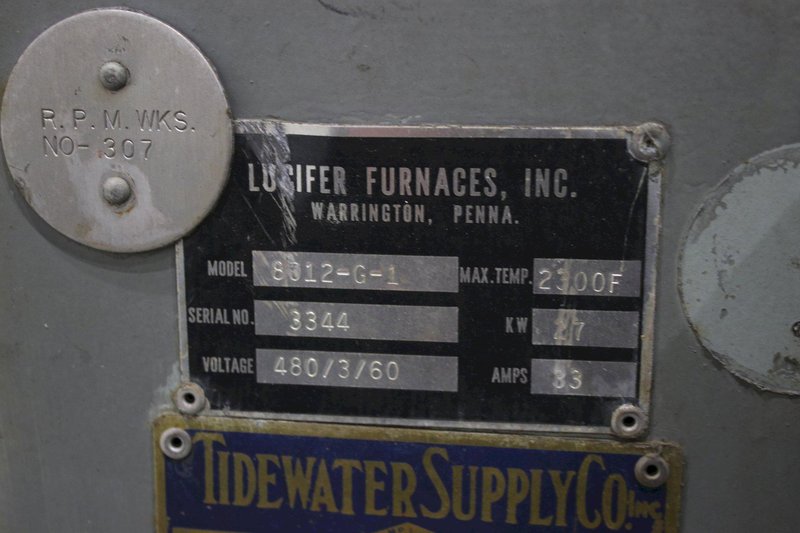 R. P. M. WKS.
NO- 307
LUCIFER FURNACES, INC.
WARRINGTON, PENNA.
MODEL 8012-G-1 MAX. TEMP. 2300F
SERIAL NO. 3344 KW 27
VOLTAGE 480/3/60 AMPS 33
TIDEWATER SUPPLY CO. INC.